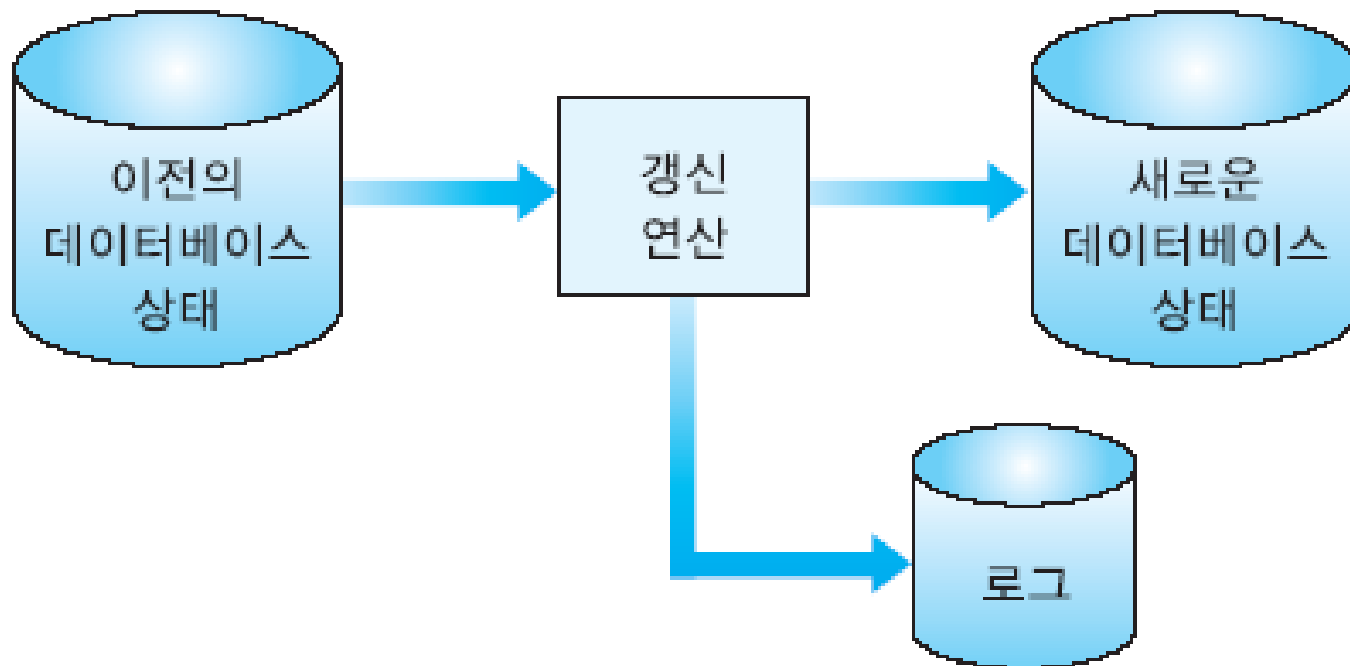 이전의
데이터베이스
상태
갱신
연산
새로운
데이터베이스
상태
로그